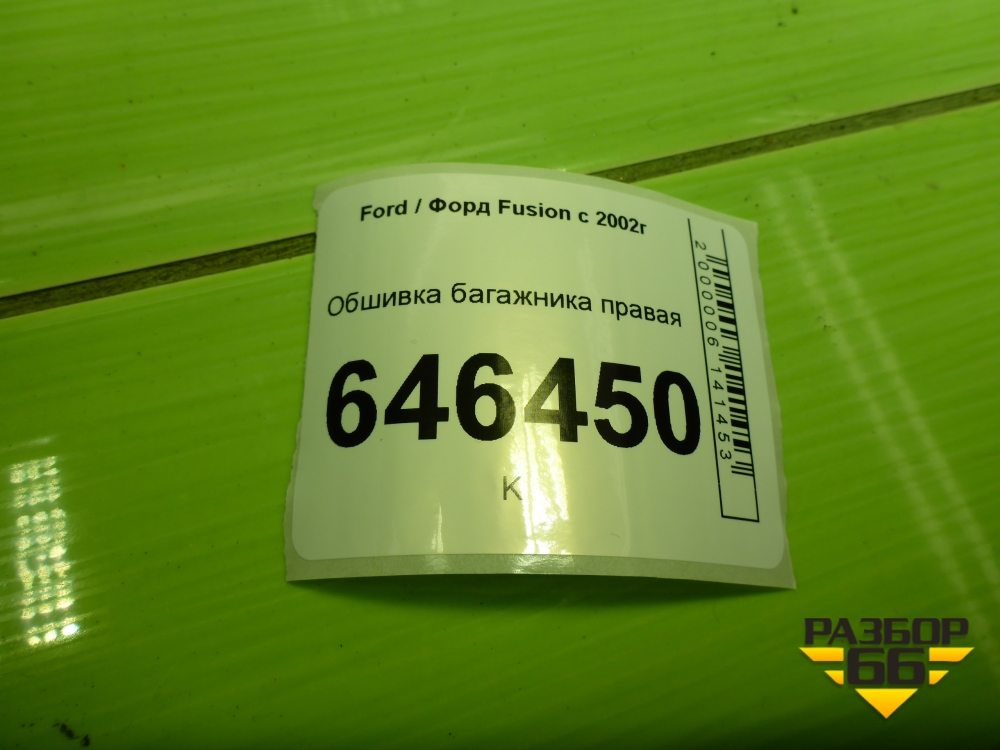 Ford / Форд Fusion с 2002г
Обшивка багажника правая
646450
К
2000006141453
РАЗБОР
66